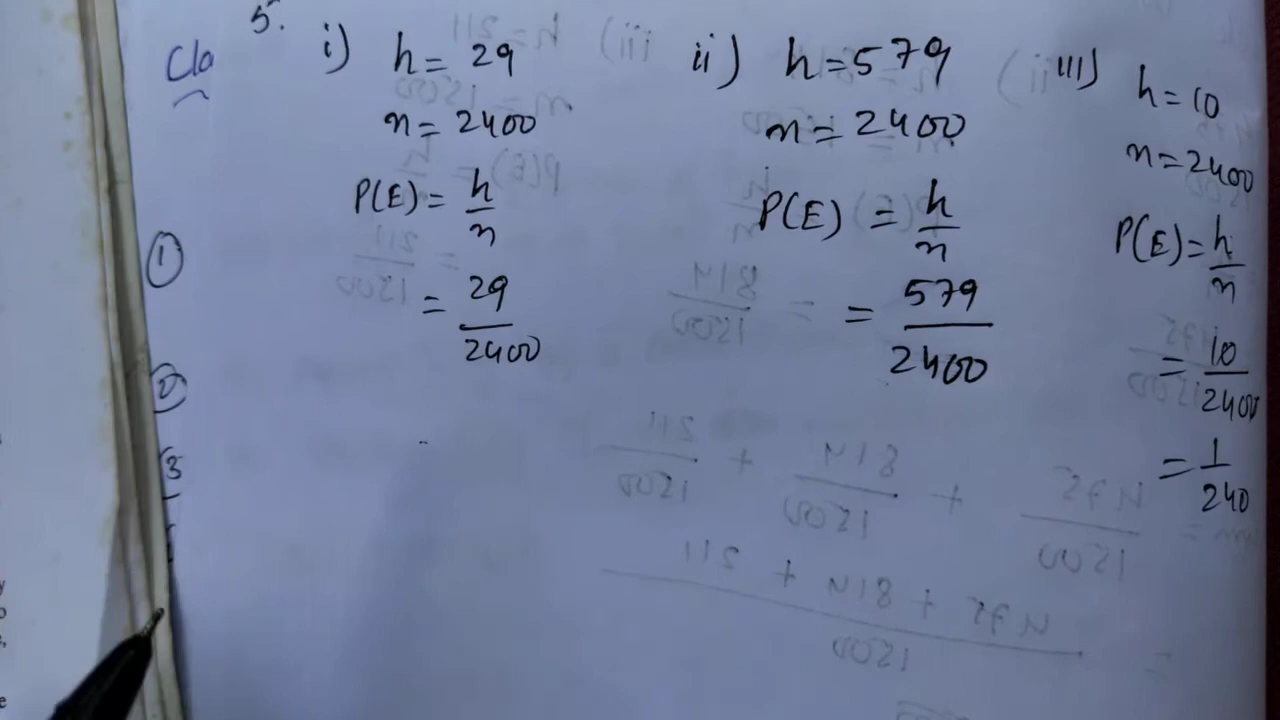 5.
Cla
i) h = 29
n = 2400
P(E) = h/n
= 29/2400
ii) h = 579
n = 2400
P(E) = h/n
= 579/2400
iii) h = 10
n = 2400
P(E) = h/n
= 10/2400
= 1/240
①
②
3